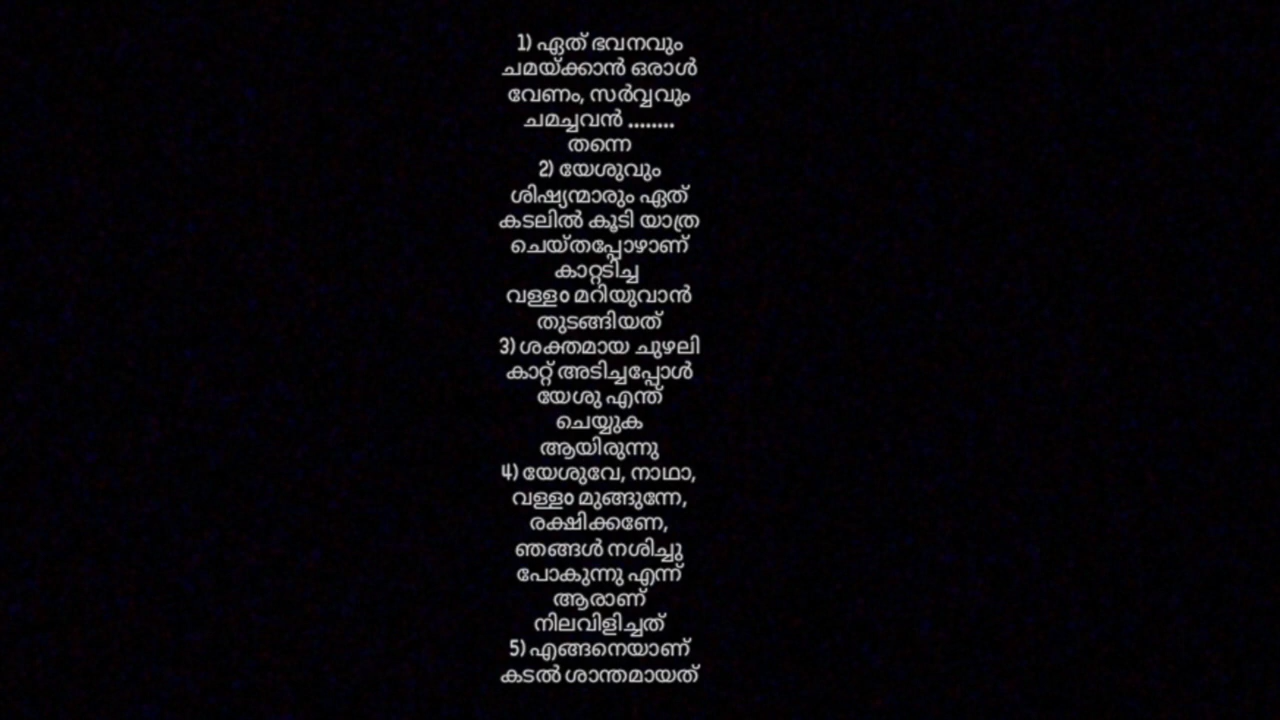 1) ഏത് ഭവനവും
ചമയ്ക്കാൻ ഒരാൾ
വേണം, സർവ്വവും
ചമച്ചവൻ ........
തന്നെ
2) യേശുവും
ശിഷ്യന്മാരും ഏത്
കടലിൽ കൂടി യാത്ര
ചെയ്തപ്പോഴാണ്
കാറ്റടിച്ച
വള്ളം മറിയുവാൻ
തുടങ്ങിയത്
3) ശക്തമായ ചുഴലി
കാറ്റ് അടിച്ചപ്പോൾ
യേശു എന്ത്
ചെയ്യുക
ആയിരുന്നു
4) യേശുവേ, നാഥാ,
വള്ളം മുങ്ങുന്നേ,
രക്ഷിക്കണേ,
ഞങ്ങൾ നശിച്ചു
പോകുന്നു എന്ന്
ആരാണ്
നിലവിളിച്ചത്
5) എങ്ങനെയാണ്
കടൽ ശാന്തമായത്